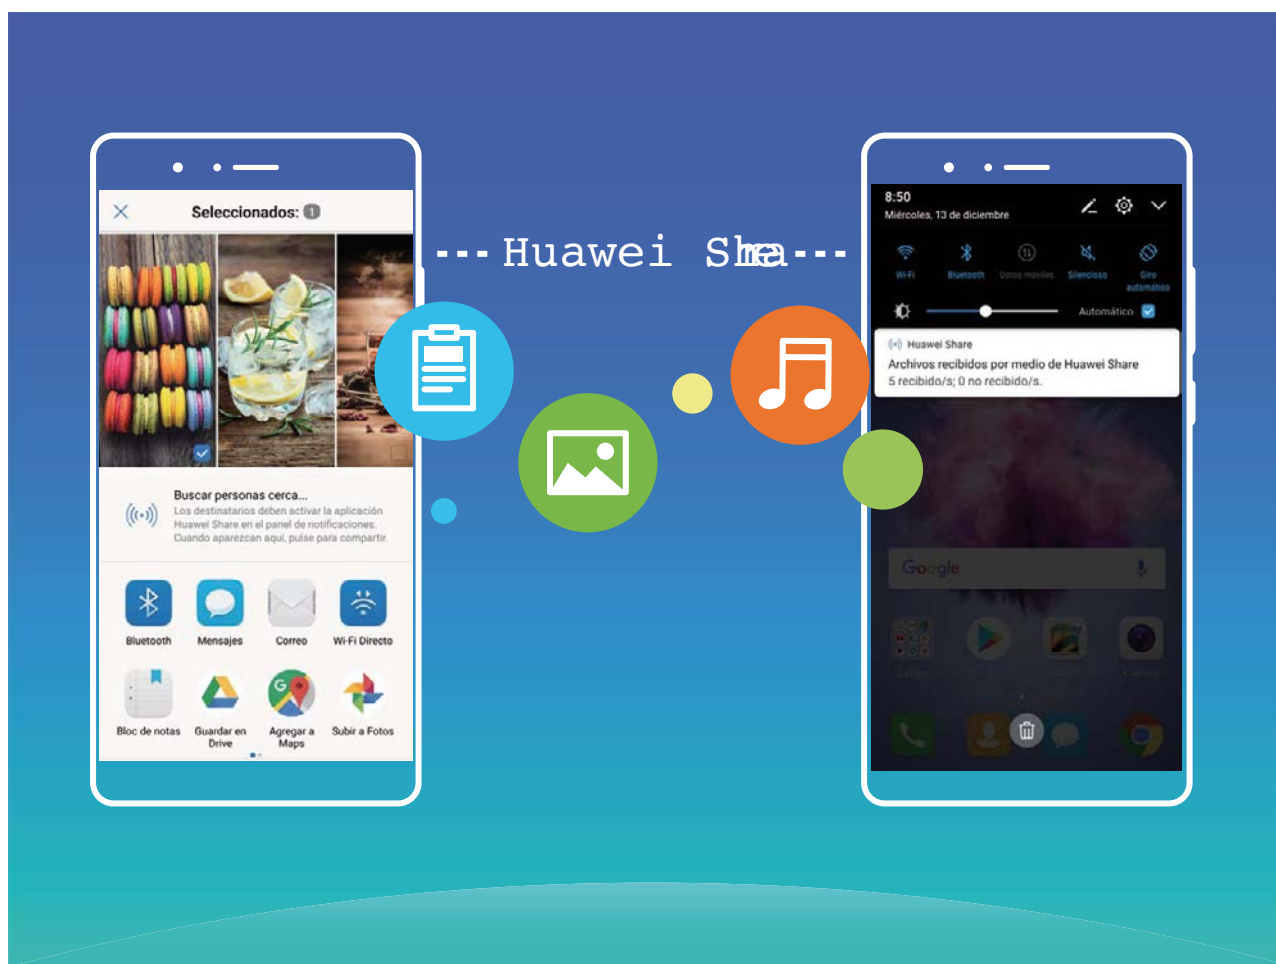 Seleccionados: 1
Buscar personas cerca...
Los destinatarios deben activar la aplicación
Huawei Share en el panel de notificaciones.
Cuando aparezcan aquí, pulse para compartir.
Bluetooth
Mensajes
Correo
Wi-Fi Directo
Bloc de notas
Guardar en
Drive
Agregar a
Maps
Subir a Fotos
--- Huawei Share ---
8:50
Miércoles, 13 de diciembre
Wi-Fi
Bluetooth
Datos móviles
Silencioso
Giro
automático
Automático
Huawei Share
Archivos recibidos por medio de Huawei Share
5 recibido/s; 0 no recibido/s.
Google